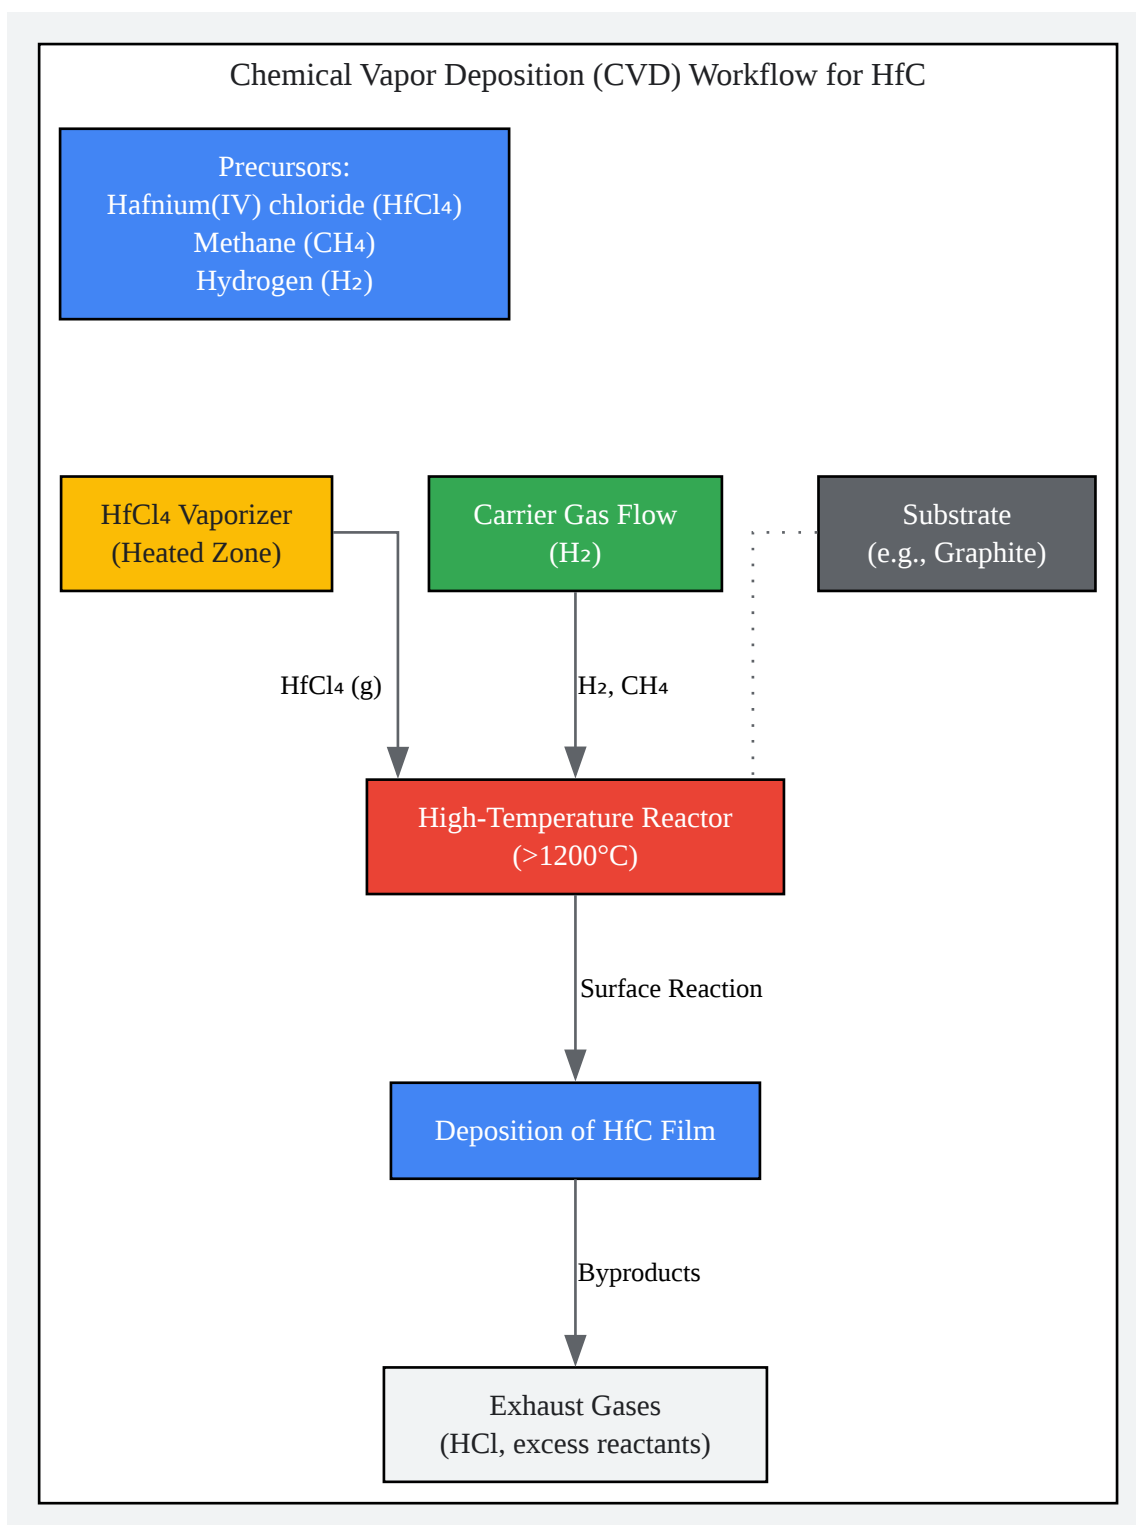 Chemical Vapor Deposition (CVD) Workflow for HfC
Precursors:
Hafnium(IV) chloride (HfCl₄)
Methane (CH₄)
Hydrogen (H₂)
HfCl₄ Vaporizer
(Heated Zone)
Carrier Gas Flow
(H₂)
Substrate
(e.g., Graphite)
HfCl₄ (g)
H₂, CH₄
High-Temperature Reactor
(>1200°C)
Surface Reaction
Deposition of HfC Film
Byproducts
Exhaust Gases
(HCl, excess reactants)